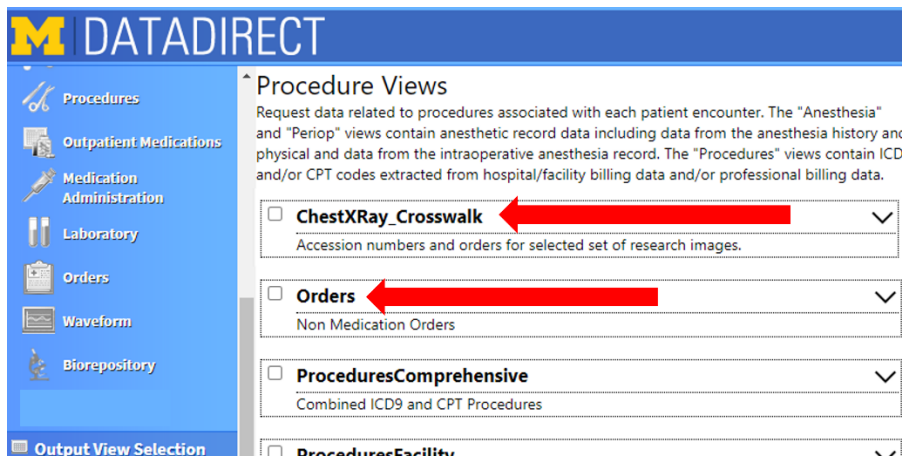 M DATADIRECT
Procedures
Outpatient Medications
Medication
Administration
Laboratory
Orders
Waveform
Biorepository
Output View Selection
Procedure Views
Request data related to procedures associated with each patient encounter. The "Anesthesia"
and "Periop" views contain anesthetic record data including data from the anesthesia history and
physical and data from the intraoperative anesthesia record. The "Procedures" views contain ICD
and/or CPT codes extracted from hospital/facility billing data and/or professional billing data.
ChestXRay_Crosswalk
Accession numbers and orders for selected set of research images.
Orders
Non Medication Orders
ProceduresComprehensive
Combined ICD9 and CPT Procedures
ProceduresFacility